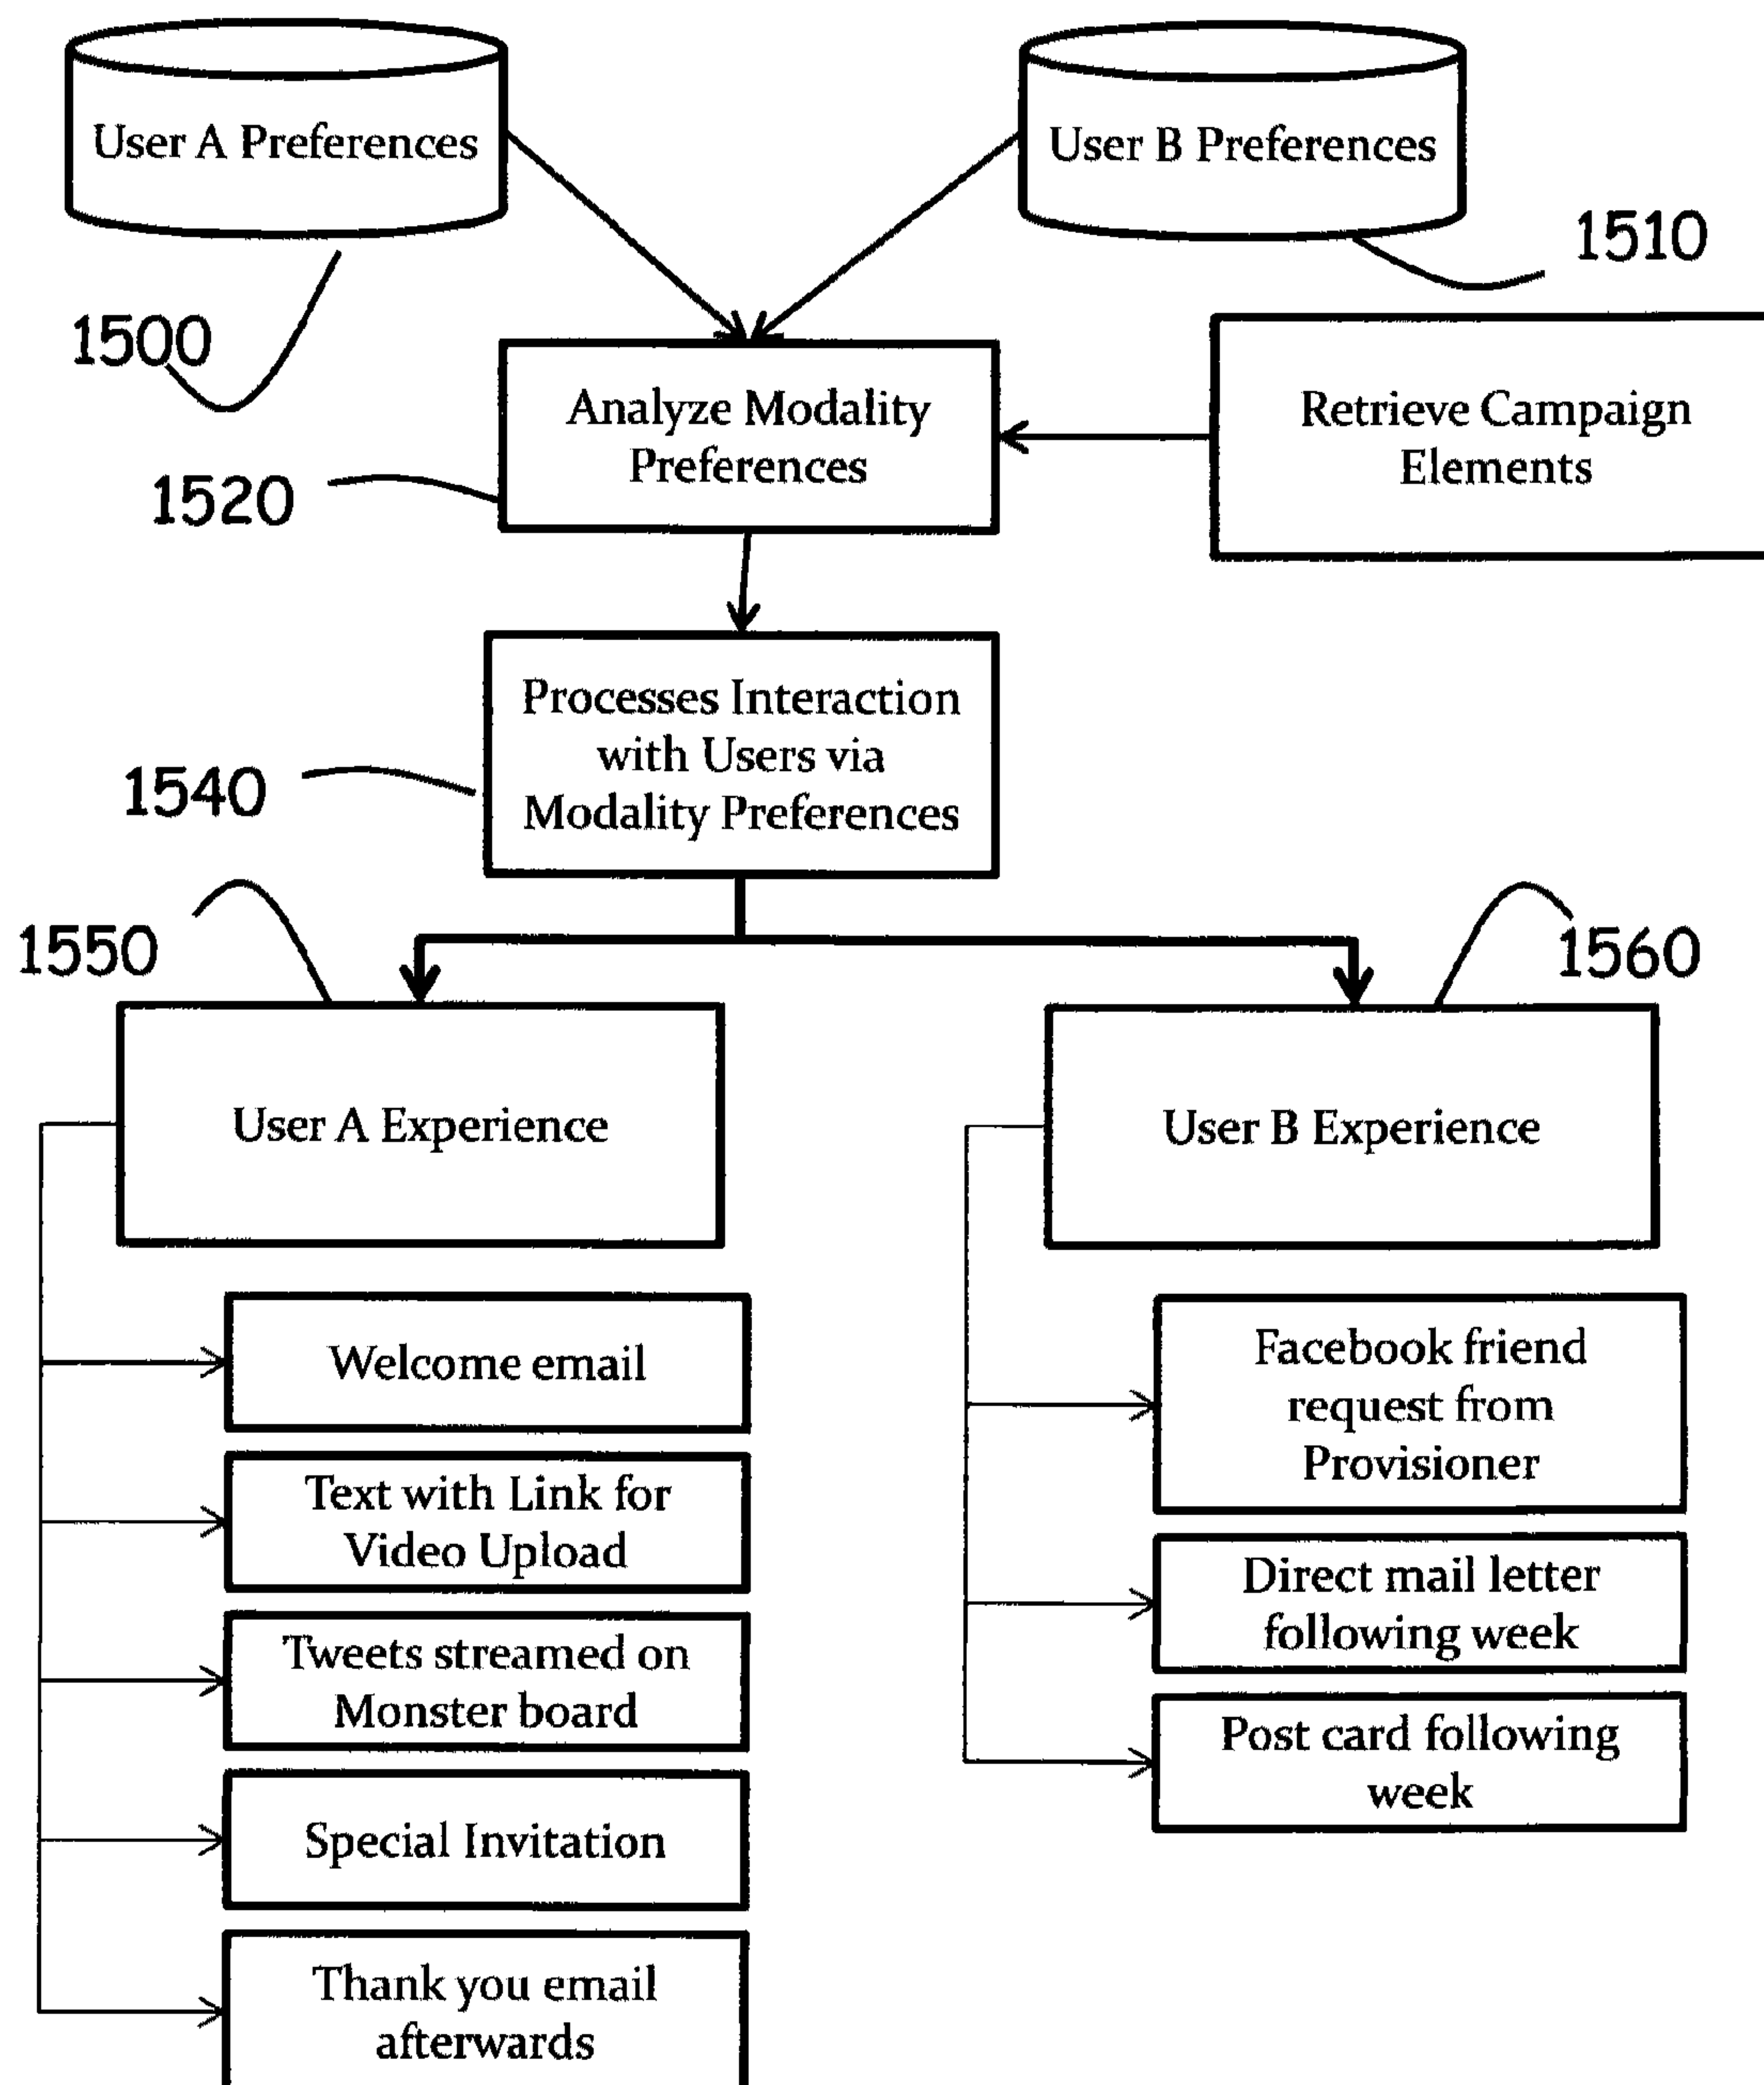 User A Preferences
User B Preferences
1510
1500
Analyze Modality
Preferences
Retrieve Campaign
Elements
1520
Processes Interaction
with Users via
Modality Preferences
1540
1550
1560
User A Experience
User B Experience
Welcome email
Text with Link for
Video Upload
Tweets streamed on
Monster board
Special Invitation
Thank you email
afterwards
Facebook friend
request from
Provisioner
Direct mail letter
following week
Post card following
week